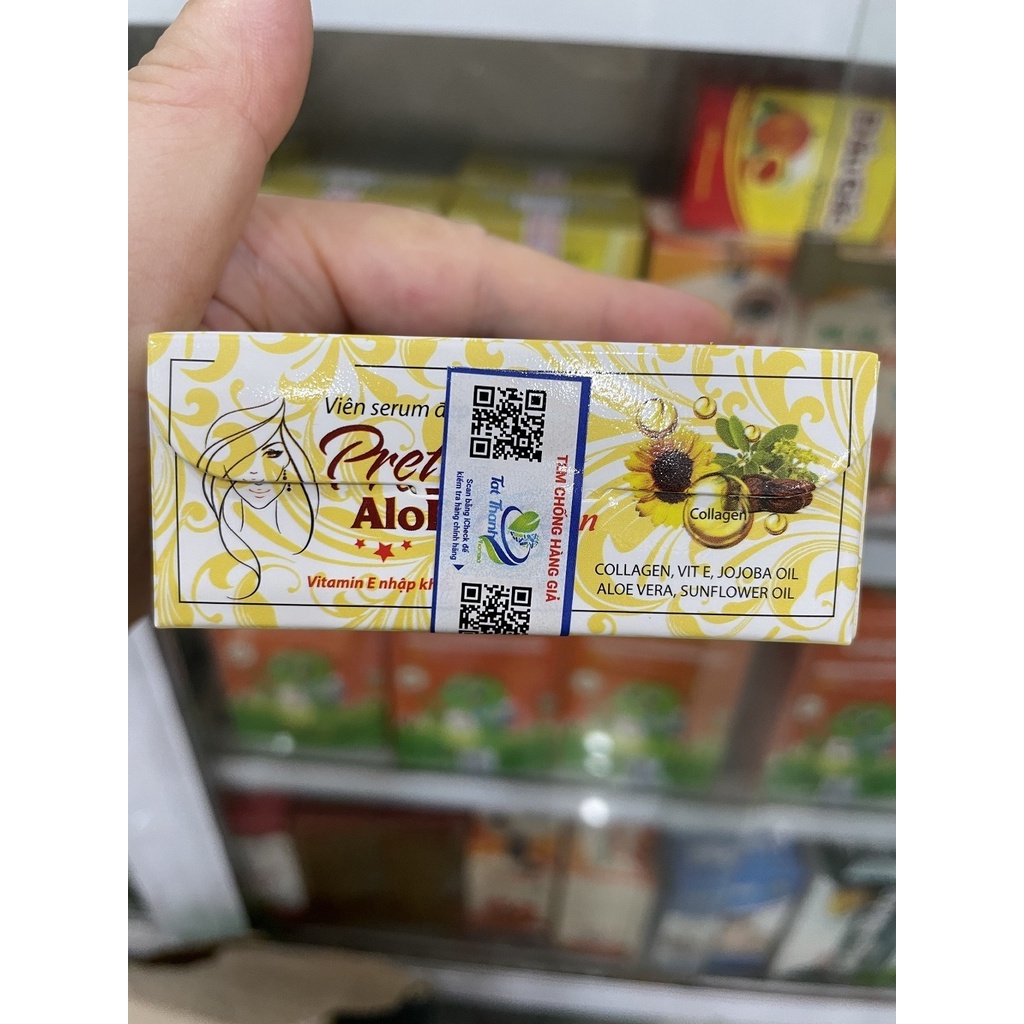 Viên serum
Pret
Alo
Vitamin E nhập kh
Tất Thành
Scan bằng iCheck để
kiểm tra hàng chính hãng
TEM CHỐNG HÀNG GIẢ
Collagen
COLLAGEN, VIT E, JOJOBA OIL
ALOE VERA, SUNFLOWER OIL